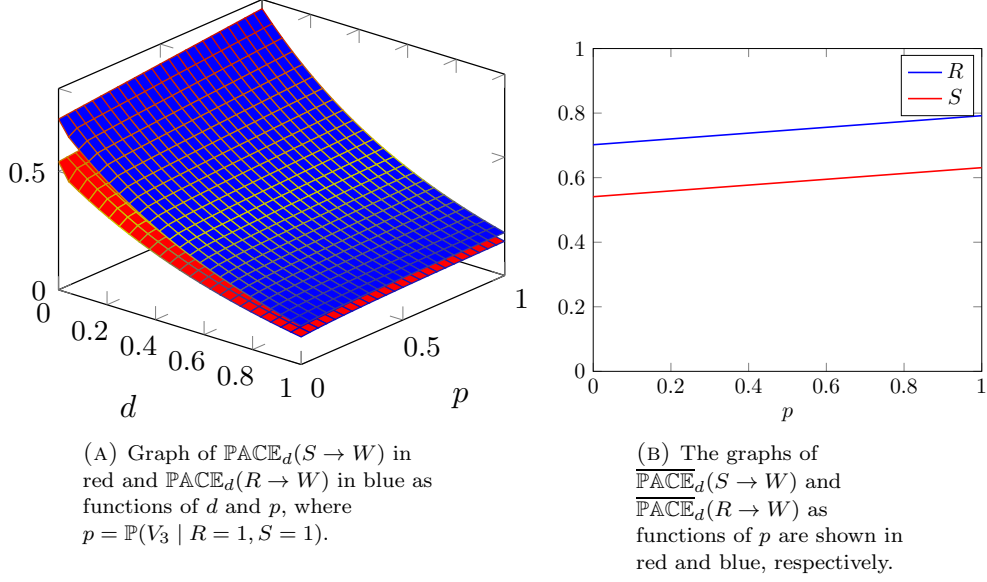 0.5
0
0
0.2
0.4
0.6
0.8
1
d
0
0.5
1
p
1
0.8
0.6
0.4
0.2
0
0
0.2
0.4
0.6
0.8
1
p
R
S
(A) Graph of ℙ𝔸ℂ𝔼_d(S → W) in
red and ℙ𝔸ℂ𝔼_d(R → W) in blue as
functions of d and p, where
p = ℙ(V_3 | R = 1, S = 1).
(B) The graphs of
\overline{ℙ𝔸ℂ𝔼}_d(S → W) and
\overline{ℙ𝔸ℂ𝔼}_d(R → W) as
functions of p are shown in
red and blue, respectively.